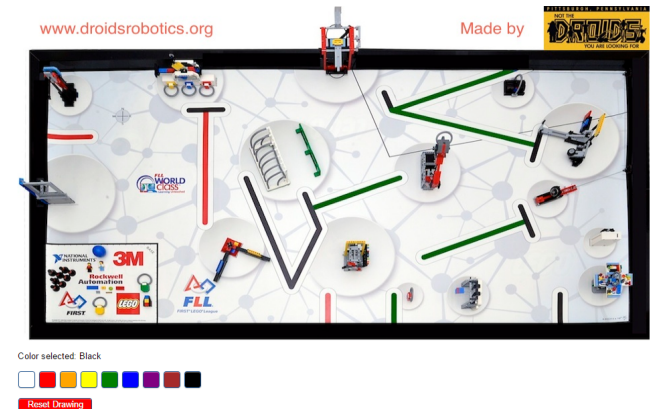 PITTSBURGH, PENNSYLVANIA
www.droidsrobotics.org
Made by
NOT THE
DROIDS
YOU ARE LOOKING FOR
FLL
WORLD
CLASS
NATIONAL
INSTRUMENTS
3M
Rockwell
Automation
FIRST
LEGO
FLL
FIRST LEGO League
Color selected: Black
Reset Drawing